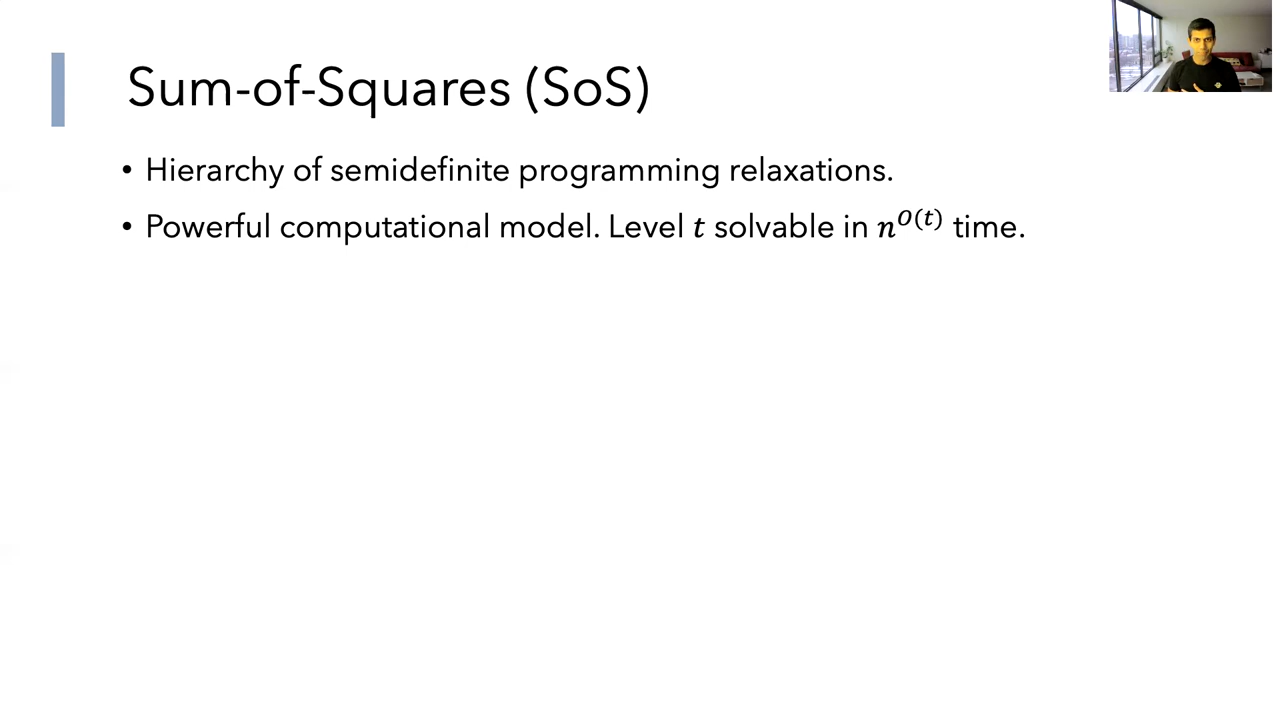 Sum-of-Squares (SoS)
• Hierarchy of semidefinite programming relaxations.
• Powerful computational model. Level t solvable in n^{O(t)} time.